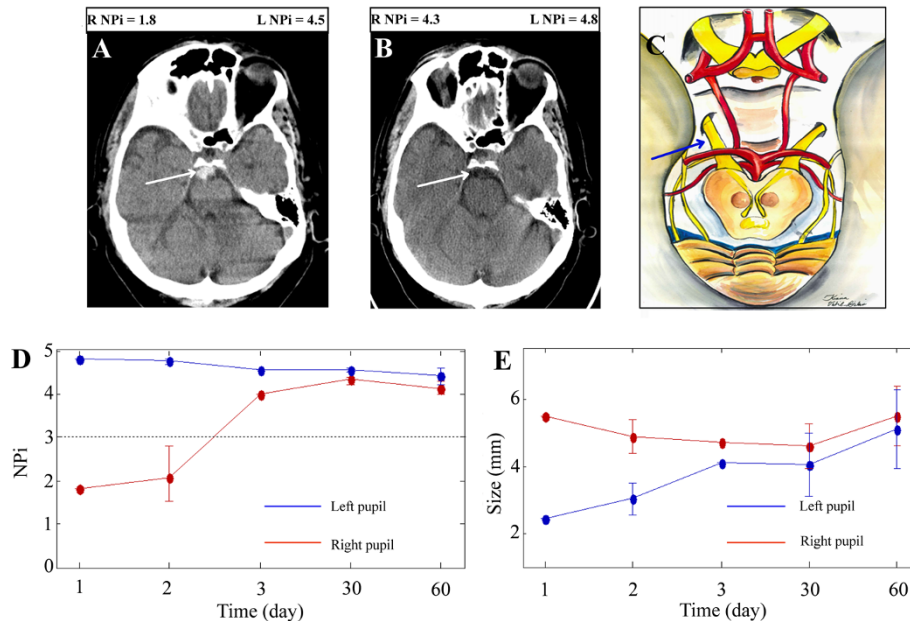 R NPi = 1.8 L NPi = 4.5
R NPi = 4.3 L NPi = 4.8
A
B
C
D
5
4
3
2
1
0
NPi
Left pupil
Right pupil
1 2 3 30 60
Time (day)
E
6
4
2
Size (mm)
Left pupil
Right pupil
1 2 3 30 60
Time (day)